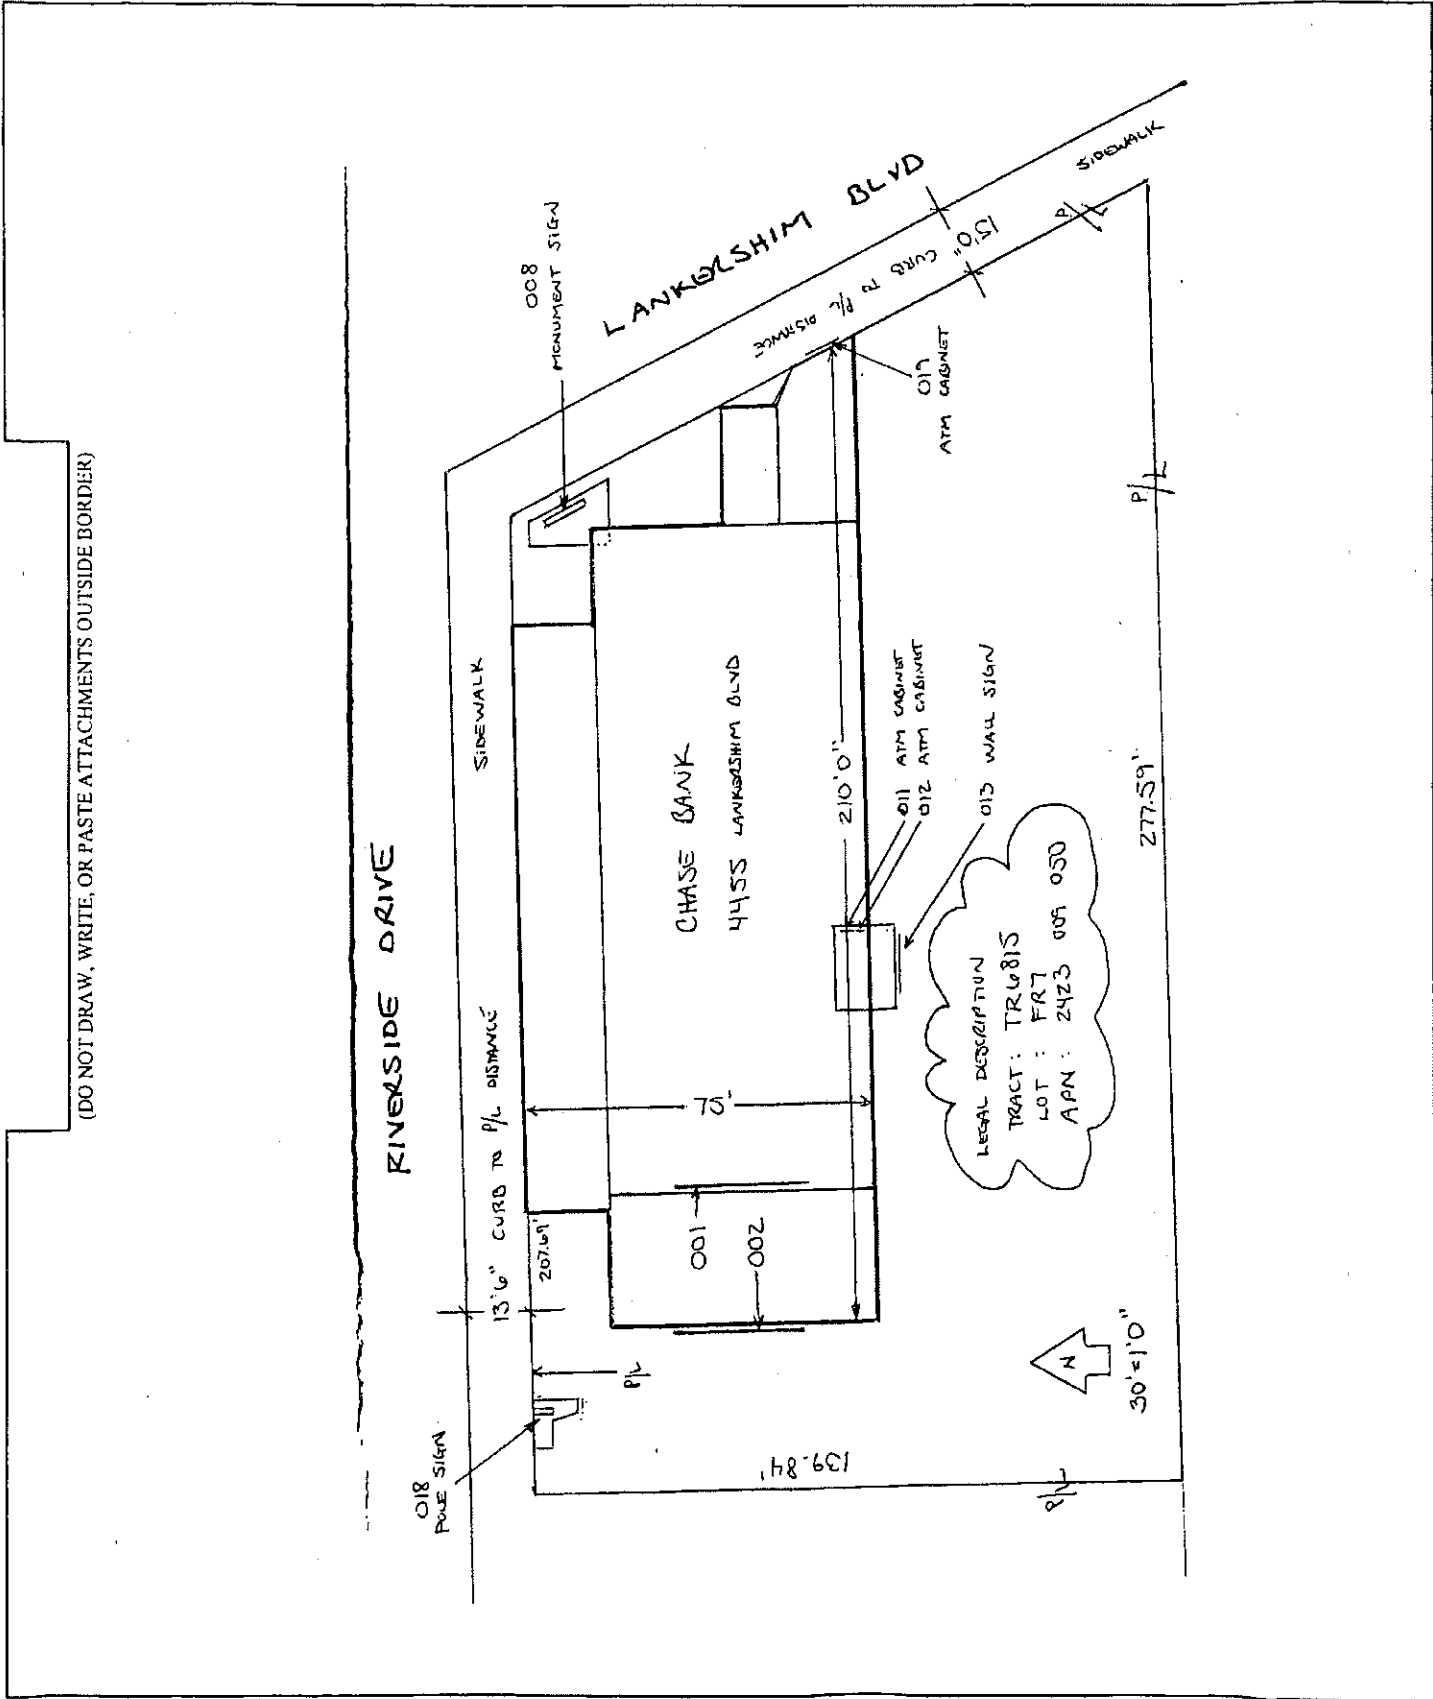 (DO NOT DRAW, WRITE, OR PASTE ATTACHMENTS OUTSIDE BORDER)
RIVERSIDE DRIVE
SIDEWALK
13'6" CURB TO P/L DISTANCE
207.69'
018
POLE SIGN
P/L
008
MONUMENT SIGN
LANKERSHIM BLVD
15'0" CURB TO P/L DISTANCE
SIDEWALK
P/L
019
ATM CABINET
CHASE BANK
4455 LANKERSHIM BLVD
75'
001
002
210'0"
011 ATM CABINET
012 ATM CABINET
013 WALL SIGN
LEGAL DESCRIPTION
TRACT: TR6815
LOT: FR7
APN: 2423 009 030
139.84'
P/L
277.59'
P/L
N
30'=1'0"